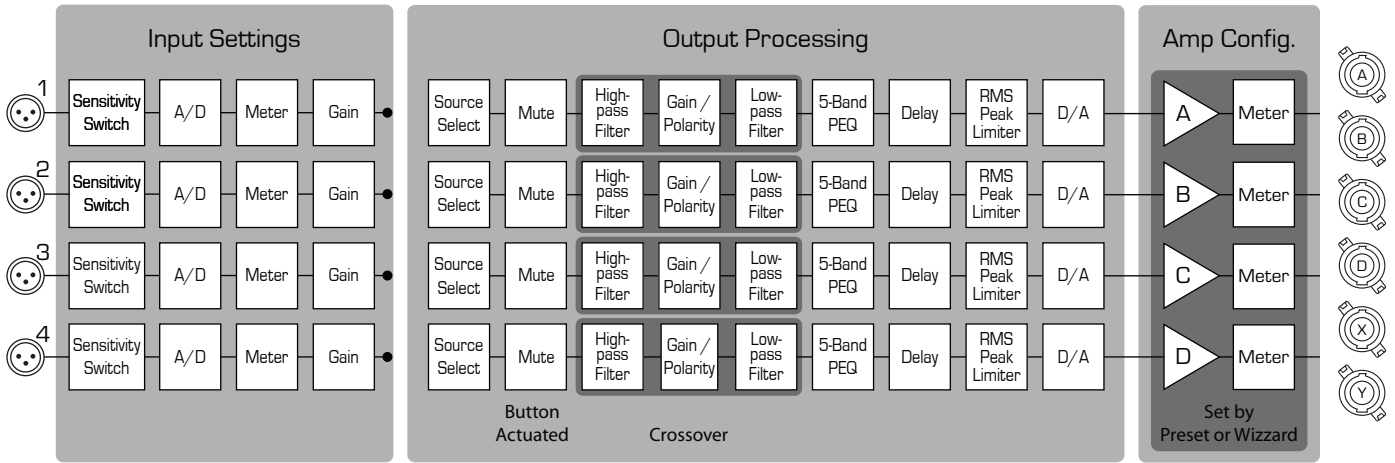 Input Settings
Output Processing
Amp Config.
1
Sensitivity
Switch
A/D
Meter
Gain
Source
Select
Mute
High-
pass
Filter
Gain /
Polarity
Low-
pass
Filter
5-Band
PEQ
Delay
RMS
Peak
Limiter
D/A
A
Meter
A
B
2
Sensitivity
Switch
A/D
Meter
Gain
Source
Select
Mute
High-
pass
Filter
Gain /
Polarity
Low-
pass
Filter
5-Band
PEQ
Delay
RMS
Peak
Limiter
D/A
B
Meter
C
3
Sensitivity
Switch
A/D
Meter
Gain
Source
Select
Mute
High-
pass
Filter
Gain /
Polarity
Low-
pass
Filter
5-Band
PEQ
Delay
RMS
Peak
Limiter
D/A
C
Meter
D
4
Sensitivity
Switch
A/D
Meter
Gain
Source
Select
Mute
High-
pass
Filter
Gain /
Polarity
Low-
pass
Filter
5-Band
PEQ
Delay
RMS
Peak
Limiter
D/A
D
Meter
X
Y
Button
Actuated
Crossover
Set by
Preset or Wizzard